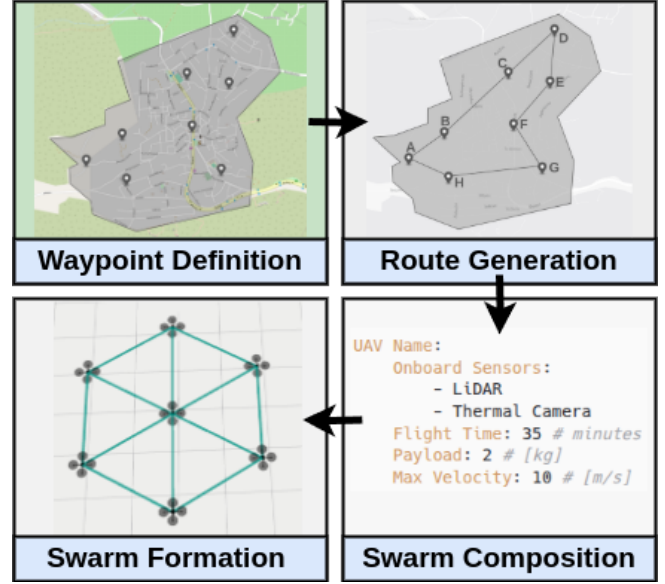 D
C
E
B
F
A
G
H
Waypoint Definition
Route Generation
UAV Name:
Onboard Sensors:
- LiDAR
- Thermal Camera
Flight Time: 35 # minutes
Payload: 2 # [kg]
Max Velocity: 10 # [m/s]
Swarm Formation
Swarm Composition